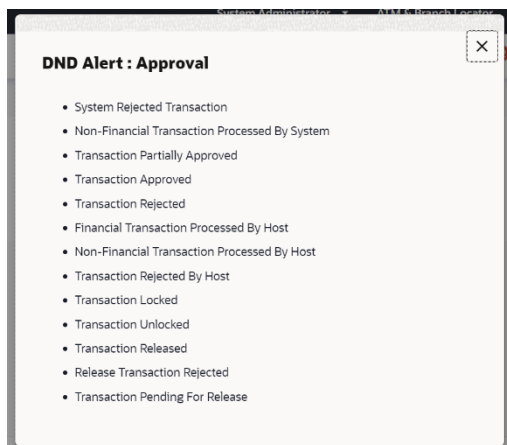 System Administrator ATM & Branch Locator
DND Alert : Approval
System Rejected Transaction
Non-Financial Transaction Processed By System
Transaction Partially Approved
Transaction Approved
Transaction Rejected
Financial Transaction Processed By Host
Non-Financial Transaction Processed By Host
Transaction Rejected By Host
Transaction Locked
Transaction Unlocked
Transaction Released
Release Transaction Rejected
Transaction Pending For Release